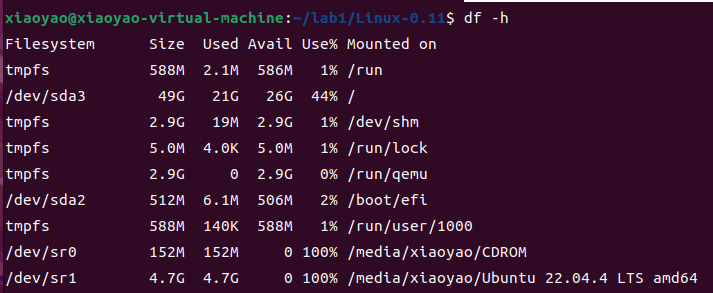 xiaoyao@xiaoyao-virtual-machine:~/lab1/Linux-0.11$ df -h
Filesystem      Size  Used Avail Use% Mounted on
tmpfs           588M  2.1M  586M   1% /run
/dev/sda3        49G   21G   26G  44% /
tmpfs           2.9G   19M  2.9G   1% /dev/shm
tmpfs           5.0M  4.0K  5.0M   1% /run/lock
tmpfs           2.9G     0  2.9G   0% /run/qemu
/dev/sda2       512M  6.1M  506M   2% /boot/efi
tmpfs           588M  140K  588M   1% /run/user/1000
/dev/sr0        152M  152M     0 100% /media/xiaoyao/CDROM
/dev/sr1        4.7G  4.7G     0 100% /media/xiaoyao/Ubuntu 22.04.4 LTS amd64